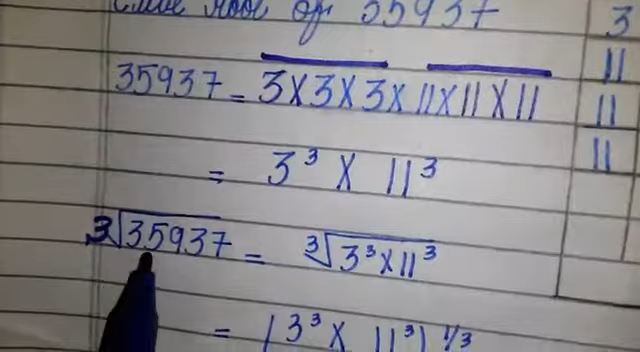 Cube root of 35937
35937 = 3×3×3×11×11×11
= 3³ × 11³
∛35937 = ∛3³×11³
= (3³ × 11³)^1/3
3
11
11
11